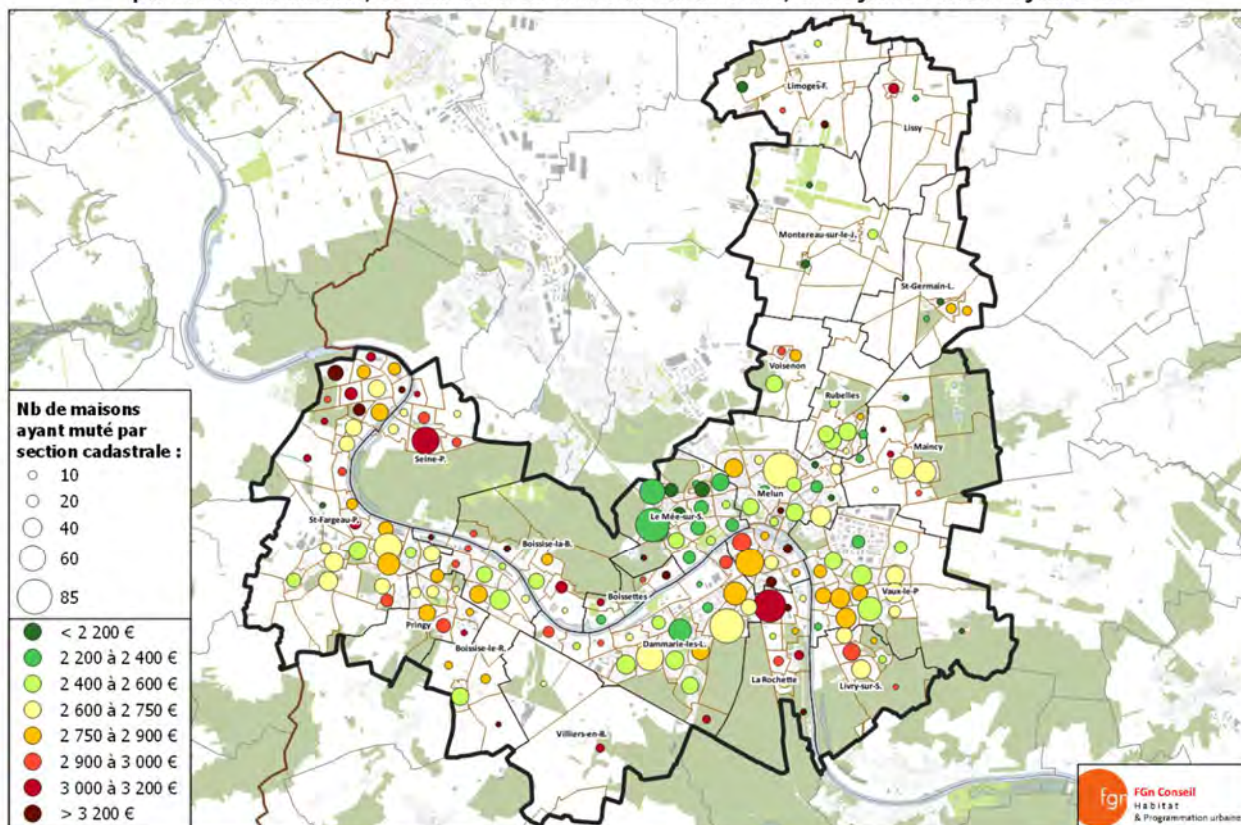 Limoges-F.
Lissy
Montereau-sur-le-J.
St-Germain-L.
Voisenon
Rubelles
Maincy
Seine-P.
Melun
Le Mée-sur-S.
St-Fargeau-P.
Boissise-la-B.
Boissettes
Vaux-le-P
Pringy
Dammarie-les-L.
Boissise-le-R.
La Rochette
Livry-sur-S.
Villiers-en-B.
Nb de maisons
ayant muté par
section cadastrale :
10
20
40
60
85
< 2 200 €
2 200 à 2 400 €
2 400 à 2 600 €
2 600 à 2 750 €
2 750 à 2 900 €
2 900 à 3 000 €
3 000 à 3 200 €
> 3 200 €
fgn
FGn Conseil
Habitat
& Programmation urbaine